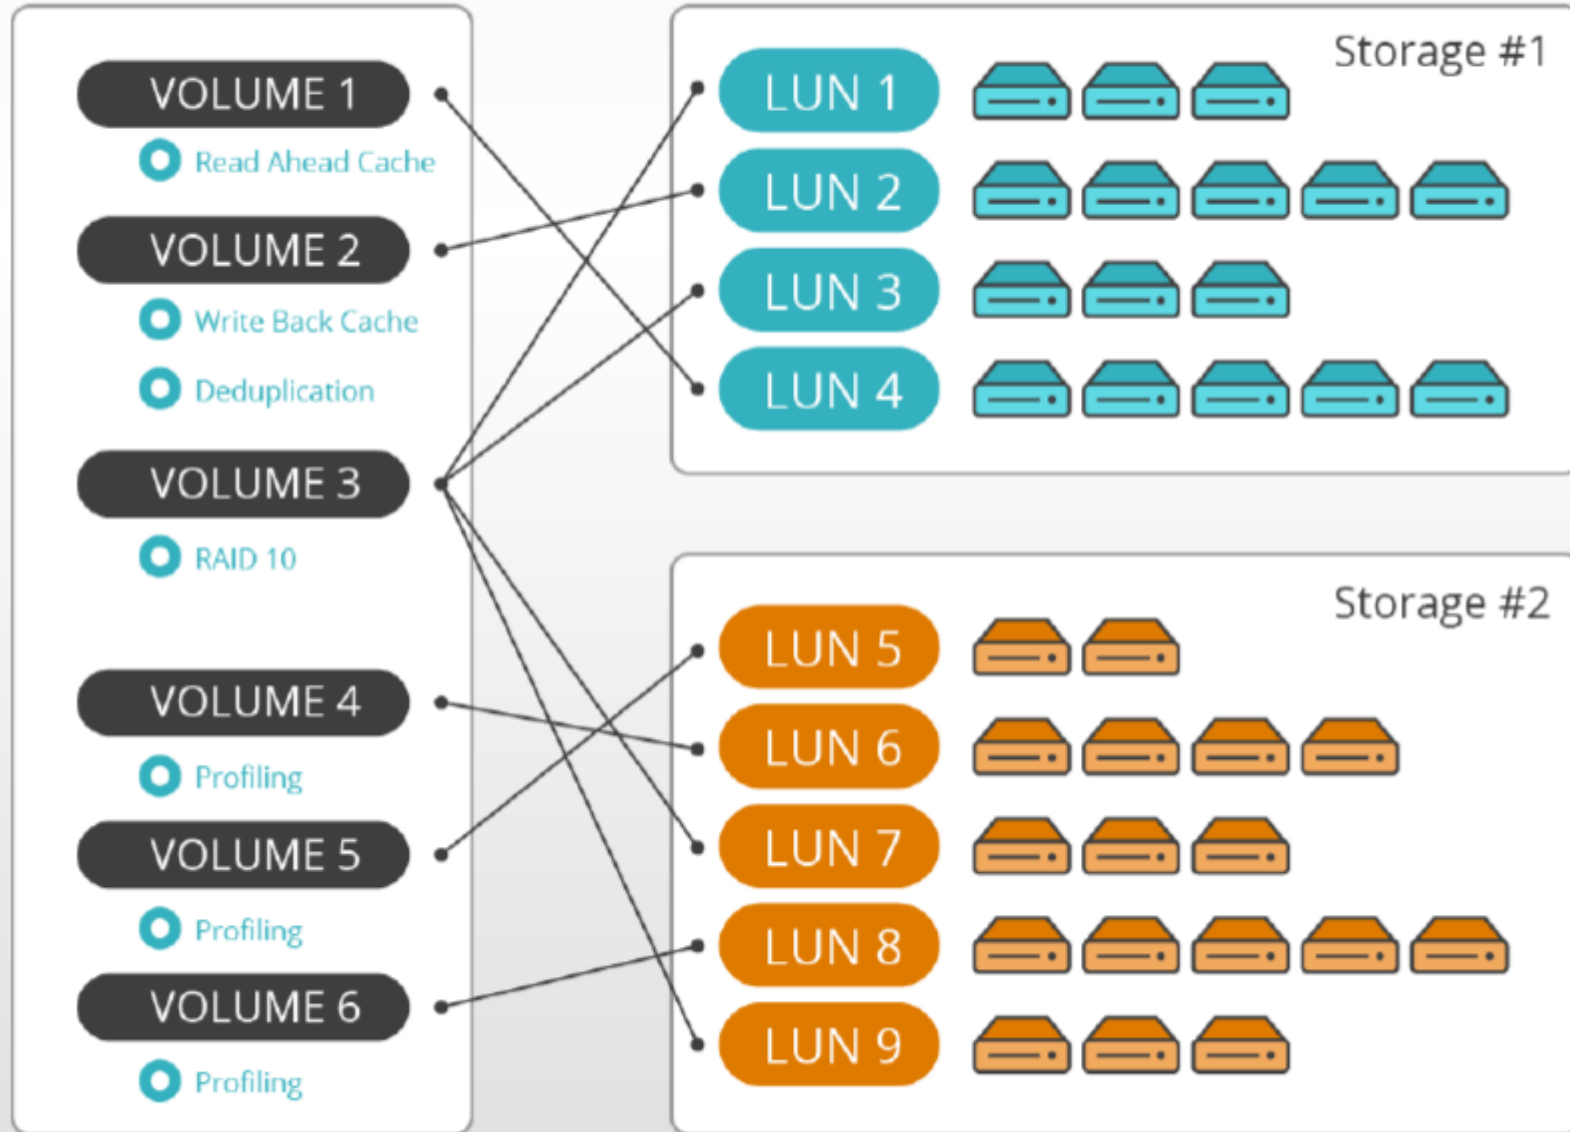 VOLUME 1
Read Ahead Cache
VOLUME 2
Write Back Cache
Deduplication
VOLUME 3
RAID 10
VOLUME 4
Profiling
VOLUME 5
Profiling
VOLUME 6
Profiling
Storage #1
LUN 1
LUN 2
LUN 3
LUN 4
Storage #2
LUN 5
LUN 6
LUN 7
LUN 8
LUN 9